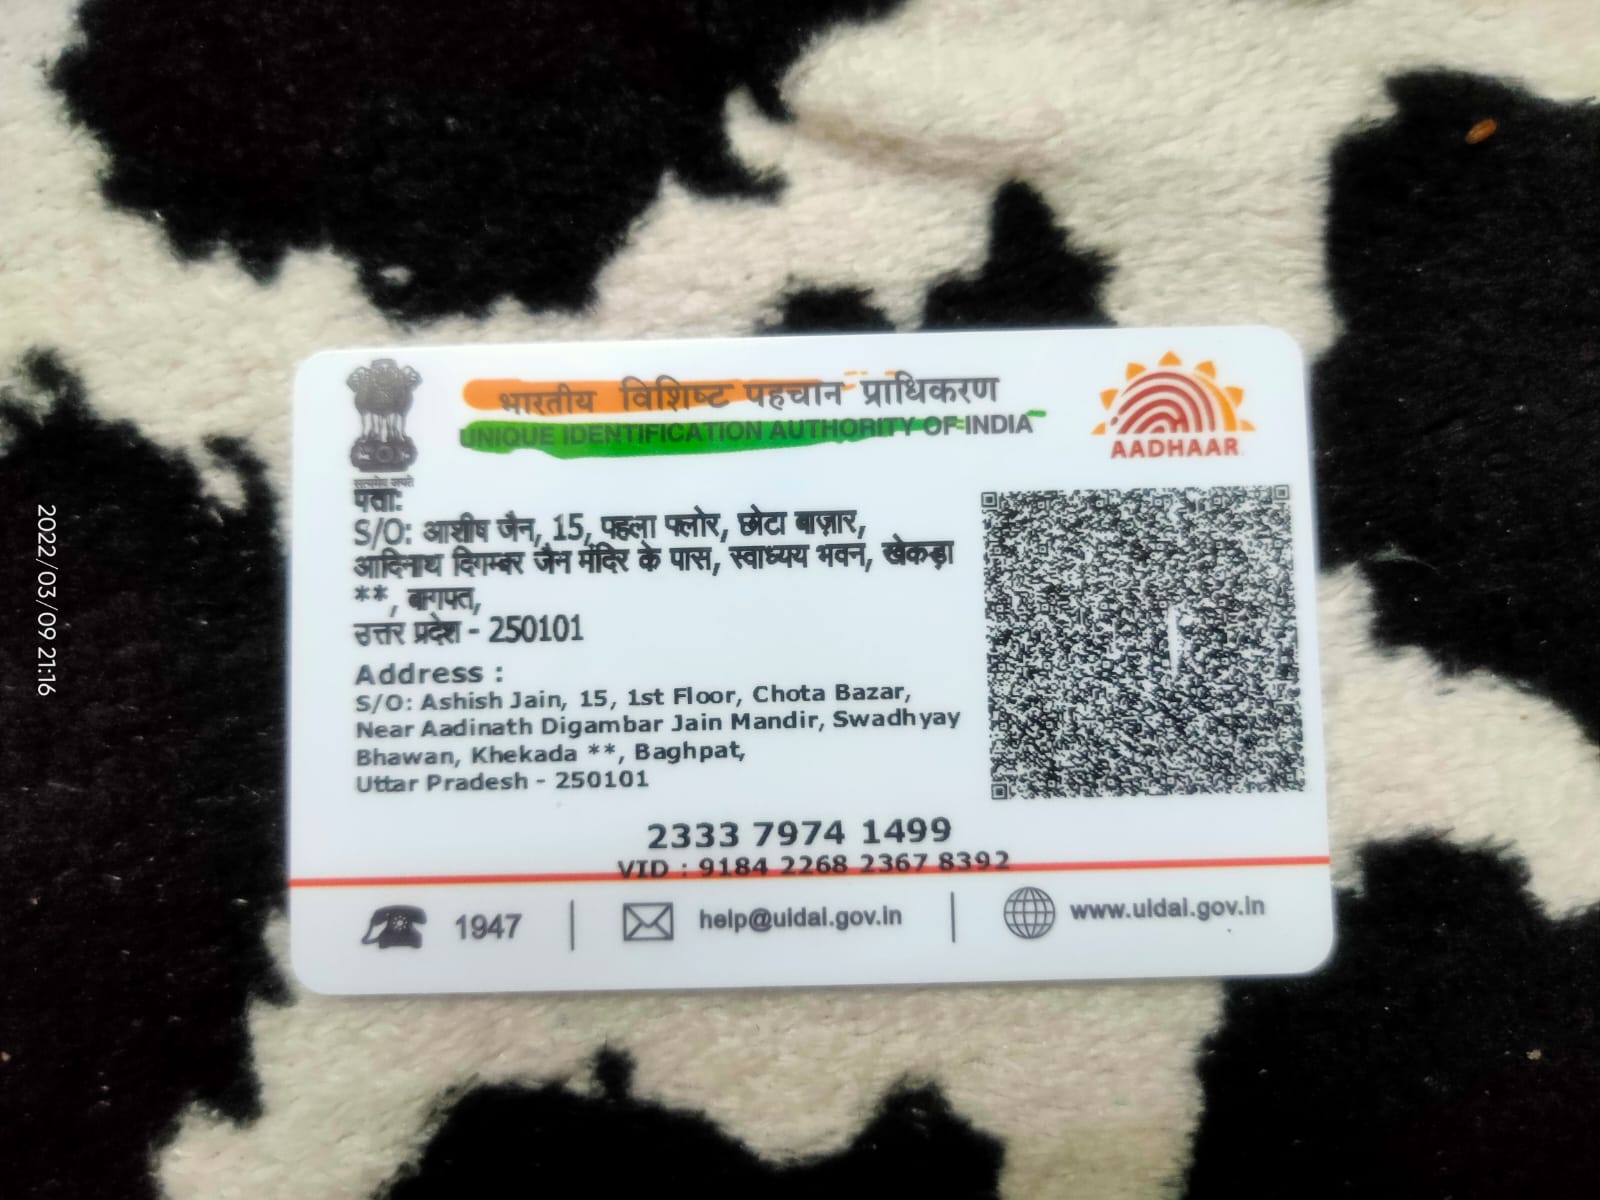 भारतीय विशिष्ट पहचान प्राधिकरण
UNIQUE IDENTIFICATION AUTHORITY OF INDIA
AADHAAR
सत्यमेव जयते
पता:
S/O: आशीष जैन, 15, पहला फ्लोर, छोटा बाज़ार,
आदिनाथ दिगम्बर जैन मंदिर के पास, स्वाध्यय भवन, खेकड़ा
**, बागपत,
उत्तर प्रदेश - 250101
Address :
S/O: Ashish Jain, 15, 1st Floor, Chota Bazar,
Near Aadinath Digambar Jain Mandir, Swadhyay
Bhawan, Khekada **, Baghpat,
Uttar Pradesh - 250101
2333 7974 1499
VID : 9184 2268 2367 8392
1947 | help@uidai.gov.in | www.uidai.gov.in
2022/03/09 21:16